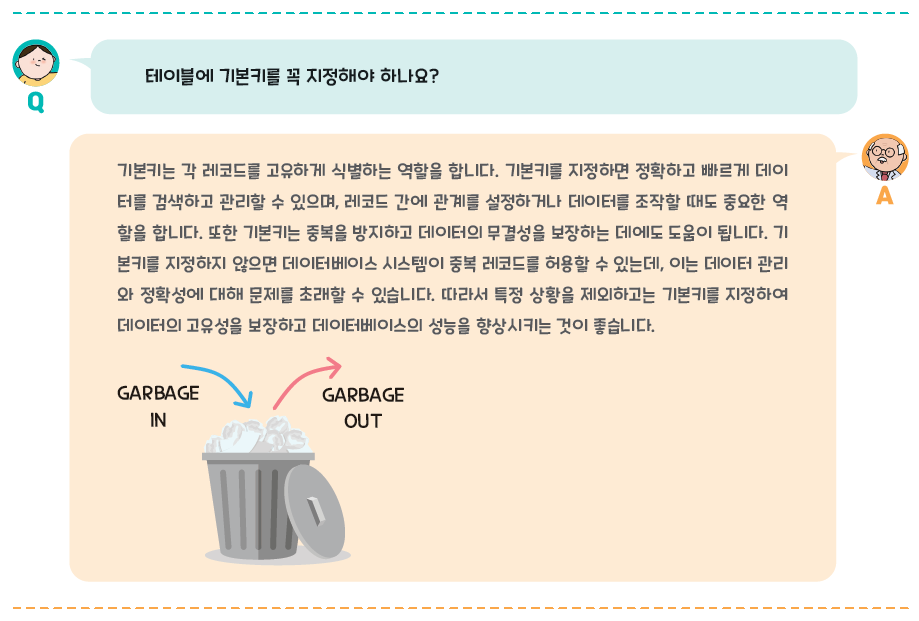 테이블에 기본키를 꼭 지정해야 하나요?
Q
기본키는 각 레코드를 고유하게 식별하는 역할을 합니다. 기본키를 지정하면 정확하고 빠르게 데이
터를 검색하고 관리할 수 있으며, 레코드 간에 관계를 설정하거나 데이터를 조작할 때도 중요한 역
할을 합니다. 또한 기본키는 중복을 방지하고 데이터의 무결성을 보장하는 데에도 도움이 됩니다. 기
본키를 지정하지 않으면 데이터베이스 시스템이 중복 레코드를 허용할 수 있는데, 이는 데이터 관리
와 정확성에 대해 문제를 초래할 수 있습니다. 따라서 특정 상황을 제외하고는 기본키를 지정하여
데이터의 고유성을 보장하고 데이터베이스의 성능을 향상시키는 것이 좋습니다.
A
GARBAGE
IN
GARBAGE
OUT